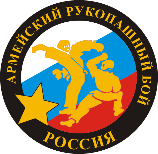 АРМЕЙСКИЙ РУКОПАШНЫЙ БОЙ
РОССИЯ